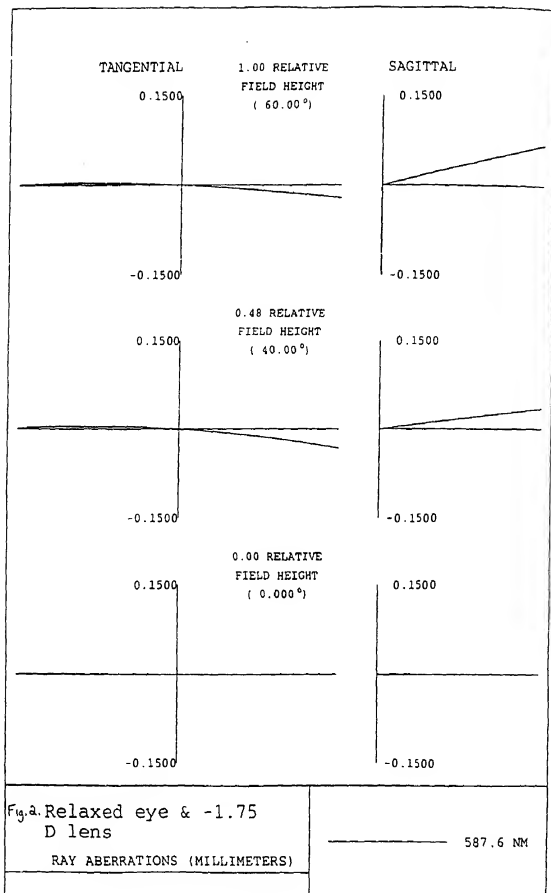 TANGENTIAL 1.00 RELATIVE SAGITTAL
FIELD HEIGHT
0.1500 ( 60.00°) 0.1500
-0.1500 -0.1500
0.48 RELATIVE
FIELD HEIGHT
0.1500 ( 40.00°) 0.1500
-0.1500 -0.1500
0.00 RELATIVE
FIELD HEIGHT
0.1500 ( 0.000°) 0.1500
-0.1500 -0.1500
Fig.2. Relaxed eye & -1.75
D lens
RAY ABERRATIONS (MILLIMETERS)
587.6 NM